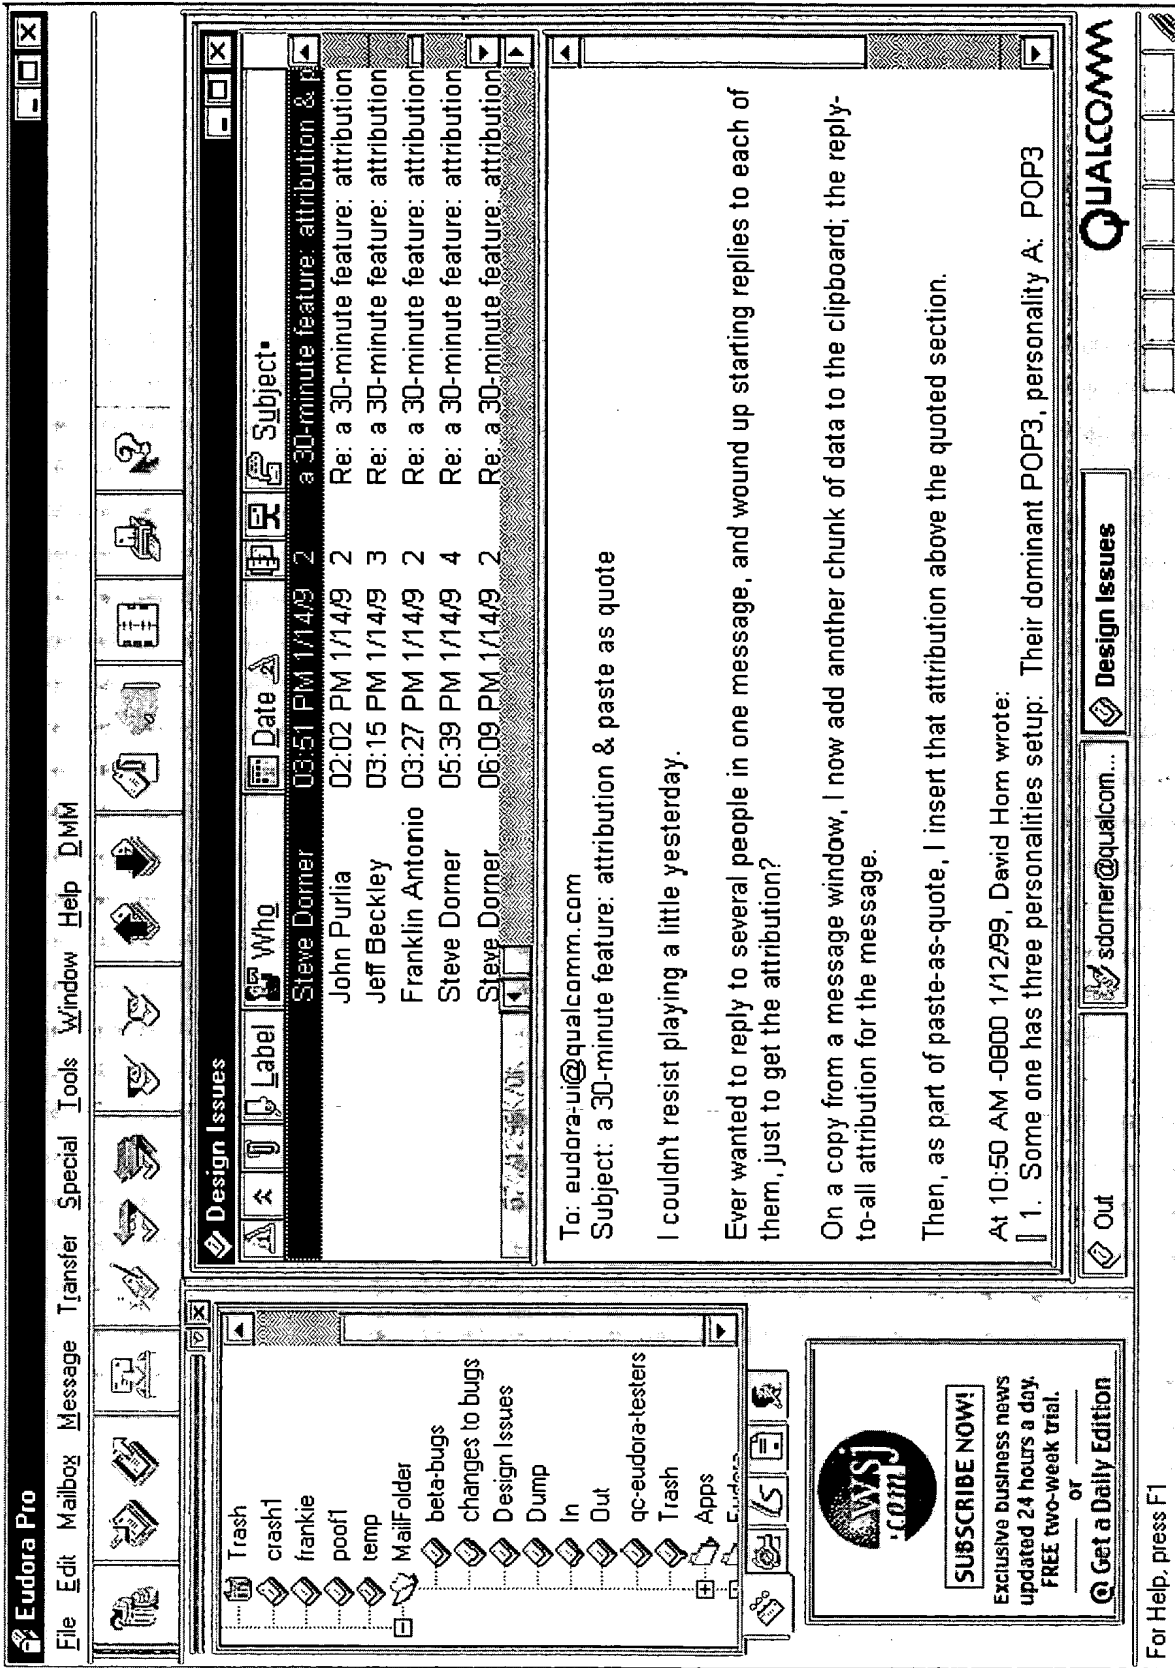 Eudora Pro
File Edit Mailbox Message Transfer Special Tools Window Help DMM
Trash
crash1
frankie
poof1
temp
MailFolder
beta-bugs
changes to bugs
Design Issues
Dump
In
Out
qc-eudora-testers
Trash
Apps
Eudora
wsj
.com
SUBSCRIBE NOW!
Exclusive business news
updated 24 hours a day.
FREE two-week trial.
or
@ Get a Daily Edition
Design Issues
Label Who Date Subject
Steve Dorner 03:51 PM 1/14/9 2 a 30-minute feature: attribution & p
John Purlia 02:02 PM 1/14/9 2 Re: a 30-minute feature: attribution
Jeff Beckley 03:15 PM 1/14/9 3 Re: a 30-minute feature: attribution
Franklin Antonio 03:27 PM 1/14/9 2 Re: a 30-minute feature: attribution
Steve Dorner 05:39 PM 1/14/9 4 Re: a 30-minute feature: attribution
Steve Dorner 06:09 PM 1/14/9 2 Re: a 30-minute feature: attribution
To: eudora-ui@qualcomm.com
Subject: a 30-minute feature: attribution & paste as quote
I couldn't resist playing a little yesterday.
Ever wanted to reply to several people in one message, and wound up starting replies to each of
them, just to get the attribution?
On a copy from a message window, I now add another chunk of data to the clipboard; the reply-
to-all attribution for the message.
Then, as part of paste-as-quote, I insert that attribution above the quoted section.
At 10:50 AM -0800 1/12/99, David Horn wrote:
1. Some one has three personalities setup: Their dominant POP3, personality A: POP3
Out
sdorner@qualcom...
Design Issues
QUALCOMM
For Help, press F1